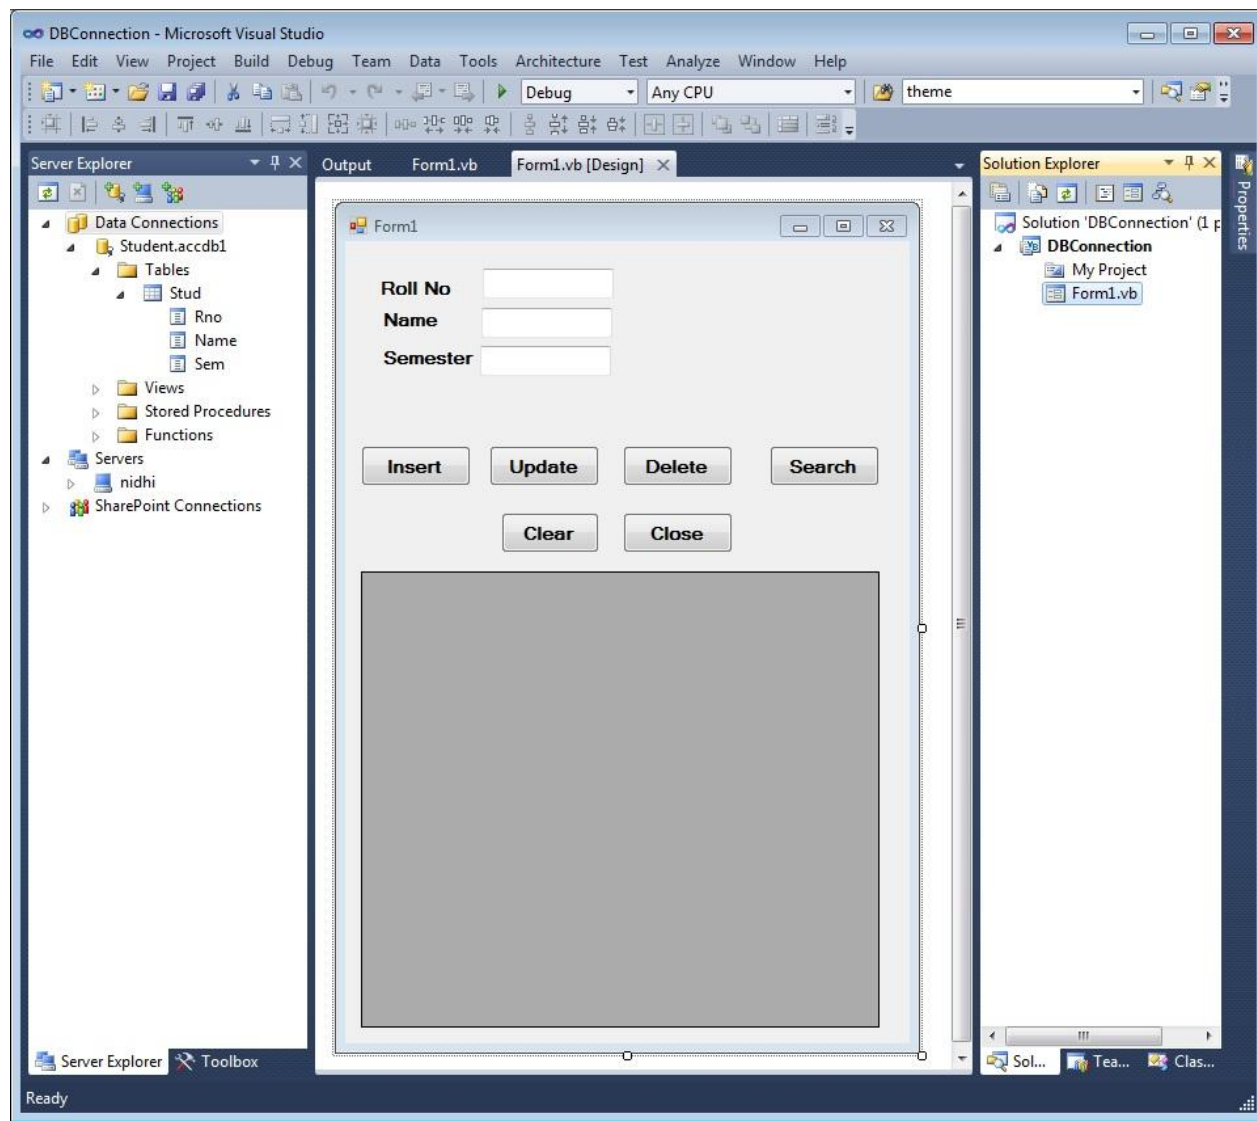 DBConnection - Microsoft Visual Studio
File Edit View Project Build Debug Team Data Tools Architecture Test Analyze Window Help
Debug Any CPU theme
Server Explorer
Data Connections
Student.accdb1
Tables
Stud
Rno
Name
Sem
Views
Stored Procedures
Functions
Servers
nidhi
SharePoint Connections
Server Explorer Toolbox
Output Form1.vb Form1.vb [Design]
Form1
Roll No
Name
Semester
Insert Update Delete Search
Clear Close
Solution Explorer
Solution 'DBConnection' (1 p
DBConnection
My Project
Form1.vb
Sol... Tea... Clas...
Properties
Ready